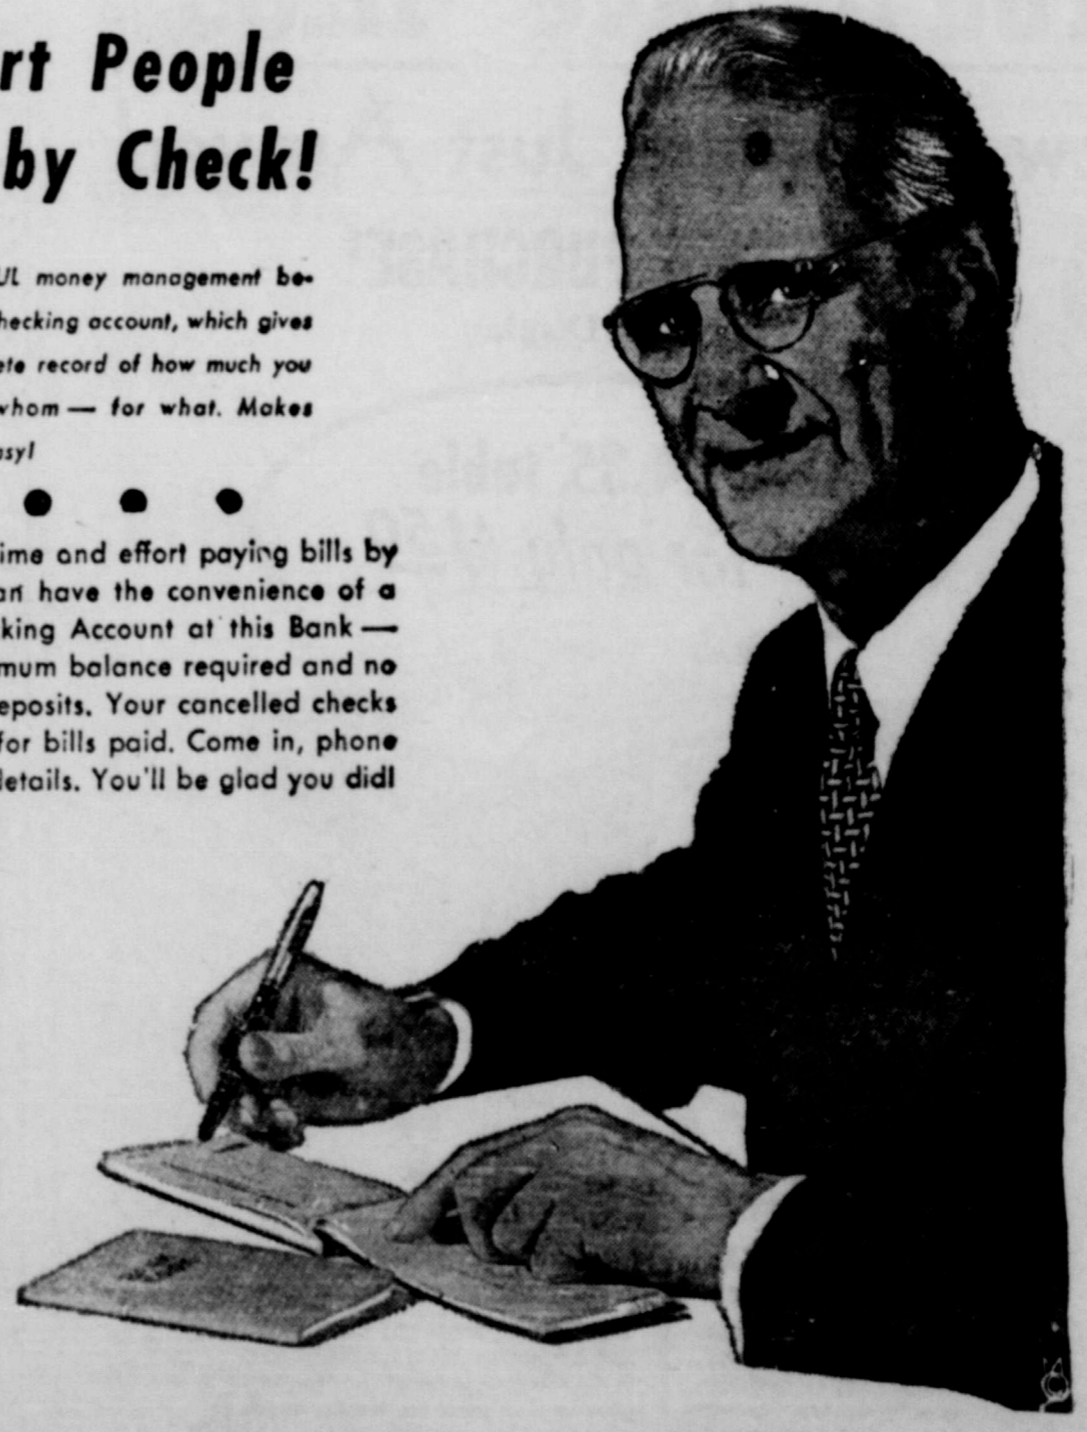 rt People
by Check!
UL money management be-
hecking account, which gives
ete record of how much you
whom — for what. Makes
asy!
ime and effort paying bills by
an have the convenience of a
king Account at this Bank —
mum balance required and no
eposits. Your cancelled checks
for bills paid. Come in, phone
details. You'll be glad you did!